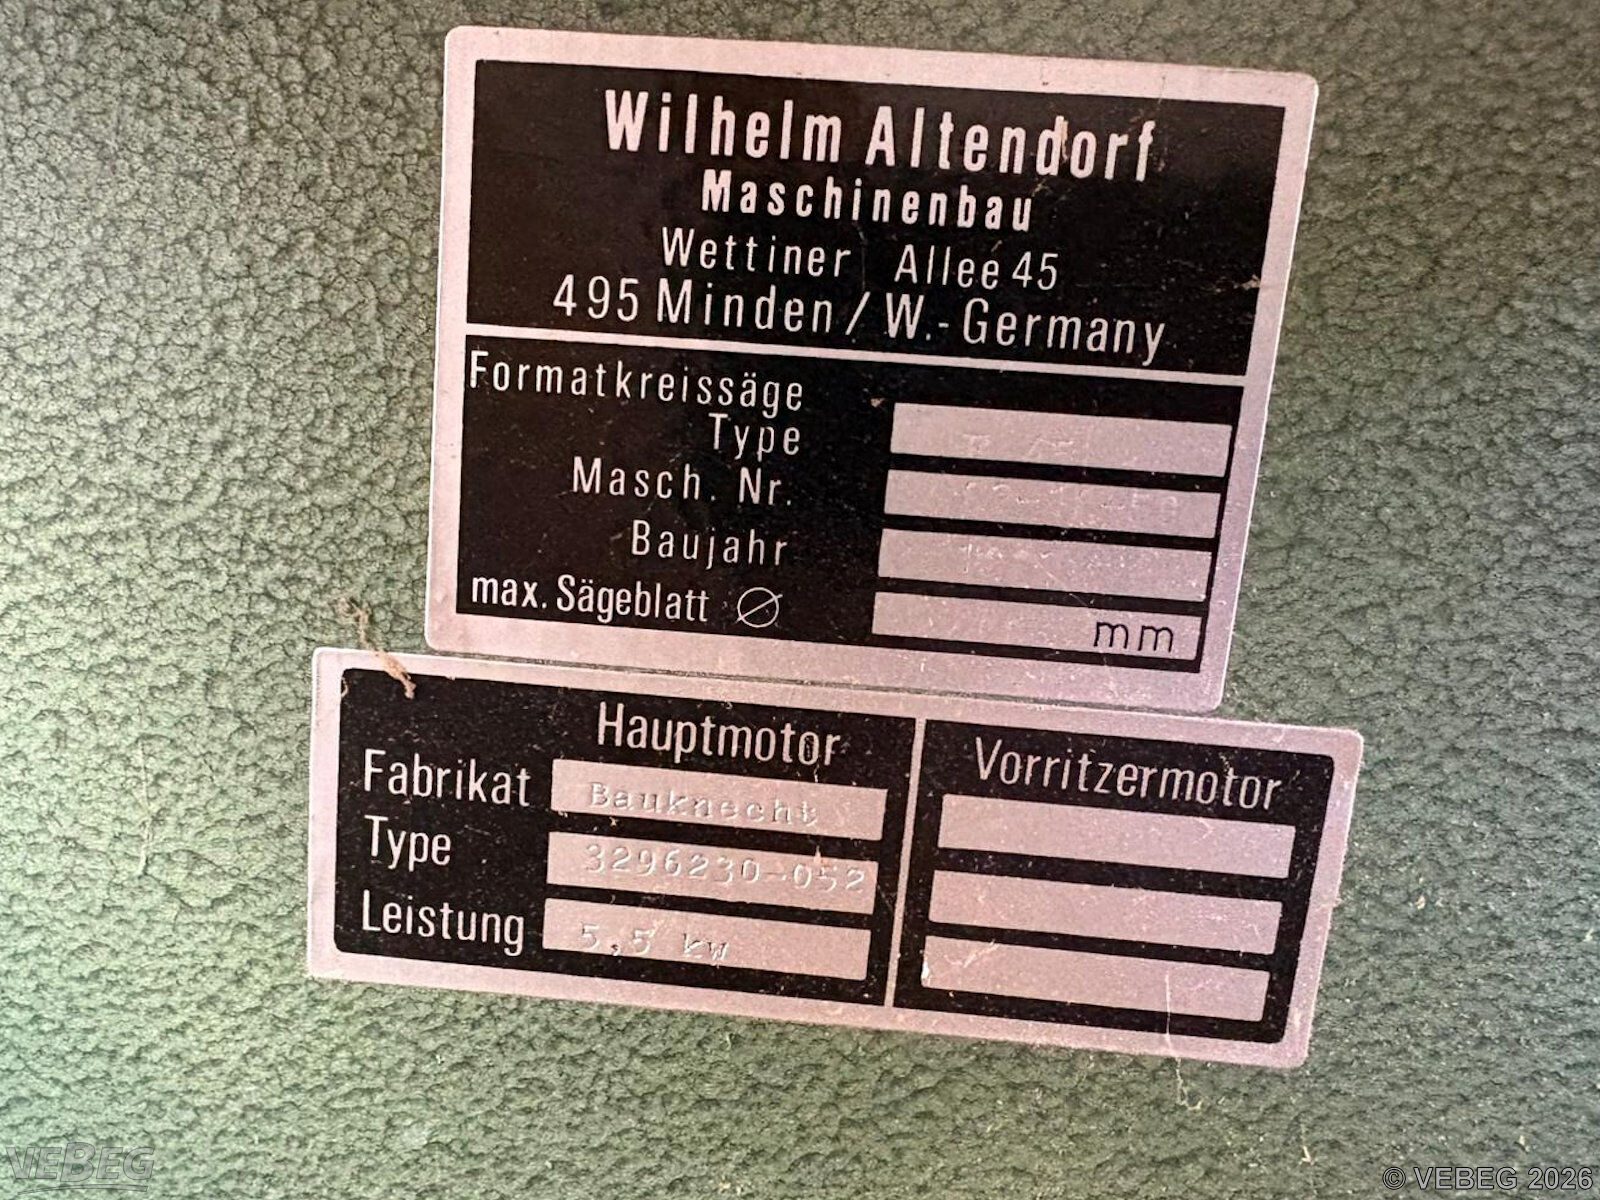 Wilhelm Altendorf
Maschinenbau
Wettiner Allee 45
495 Minden / W.-Germany
Formatkreissäge
Type
Masch. Nr.
Baujahr
max. Sägeblatt ∅ mm
Hauptmotor
Fabrikat Bauknecht
Type 3296230-052
Leistung 5,5 kw
Vorritzermotor
VEBEG
© VEBEG 2026